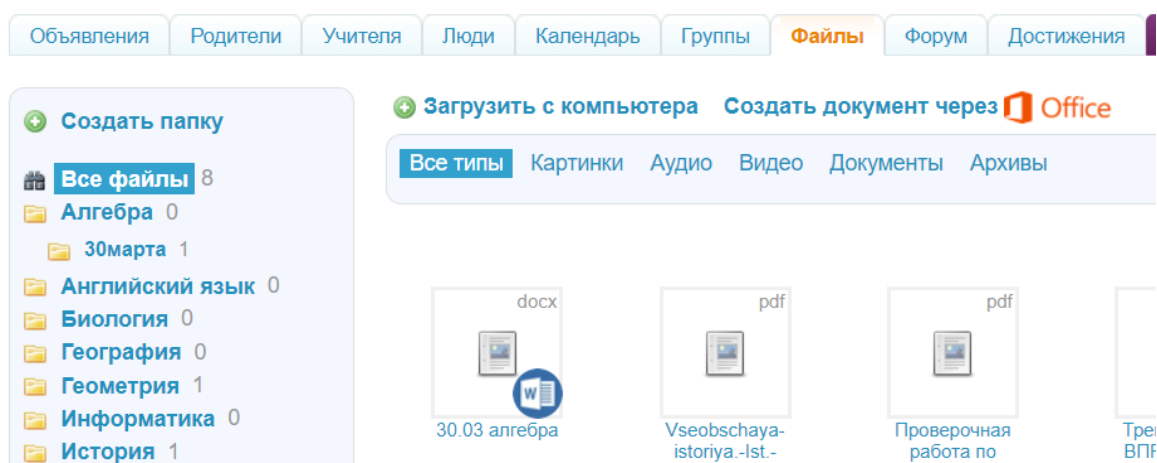 Объявления Родители Учителя Люди Календарь Группы Файлы Форум Достижения
Создать папку
Все файлы 8
Алгебра 0
30марта 1
Английский язык 0
Биология 0
География 0
Геометрия 1
Информатика 0
История 1
Загрузить с компьютера Создать документ через Office
Все типы Картинки Аудио Видео Документы Архивы
docx
W
30.03 алгебра
pdf
Vseobschaya-
istoriya.-Ist.-
pdf
Проверочная
работа по